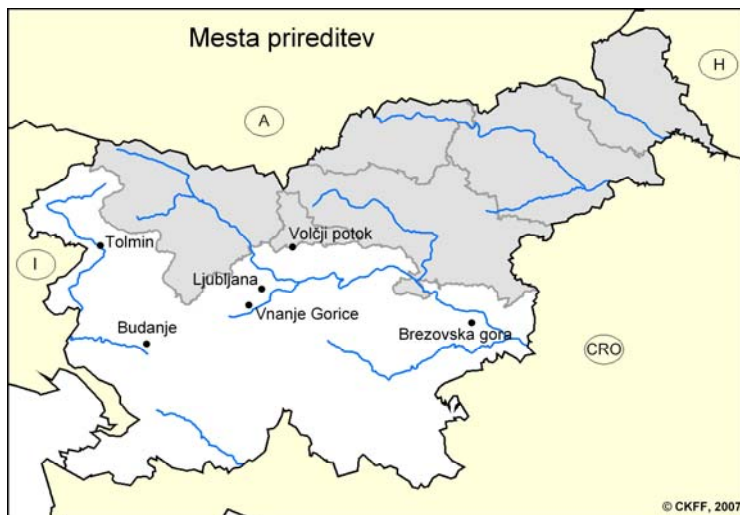 Mesta prireditev
H
A
Volčji potok
Tolmin
I
Ljubljana
Vnanje Gorice
Budanje
Brezovska gora
CRO
© CKFF, 2007